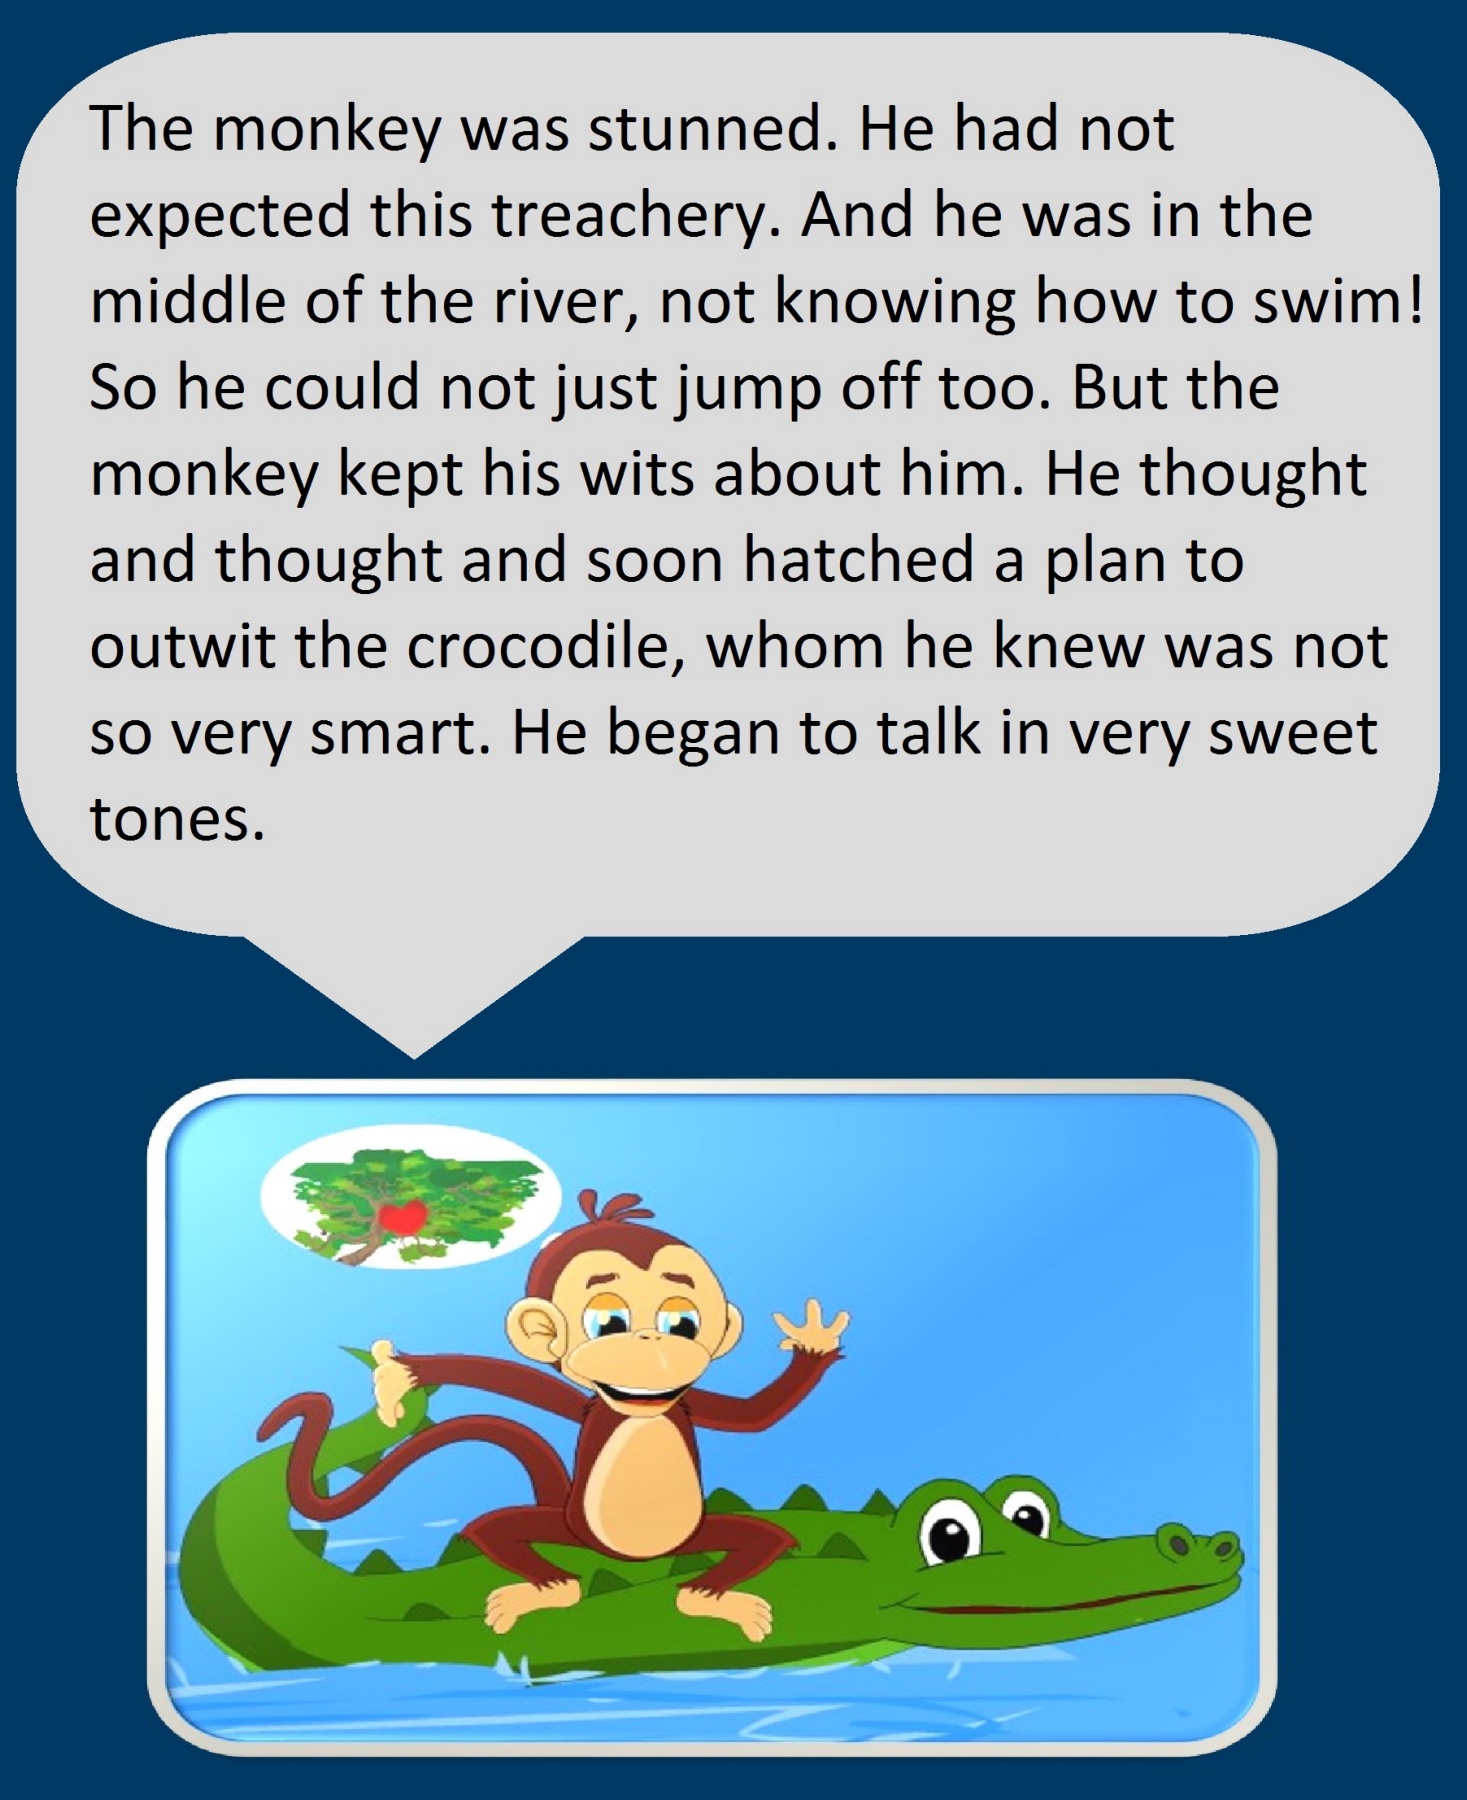 The monkey was stunned. He had not
expected this treachery. And he was in the
middle of the river, not knowing how to swim!
So he could not just jump off too. But the
monkey kept his wits about him. He thought
and thought and soon hatched a plan to
outwit the crocodile, whom he knew was not
so very smart. He began to talk in very sweet
tones.